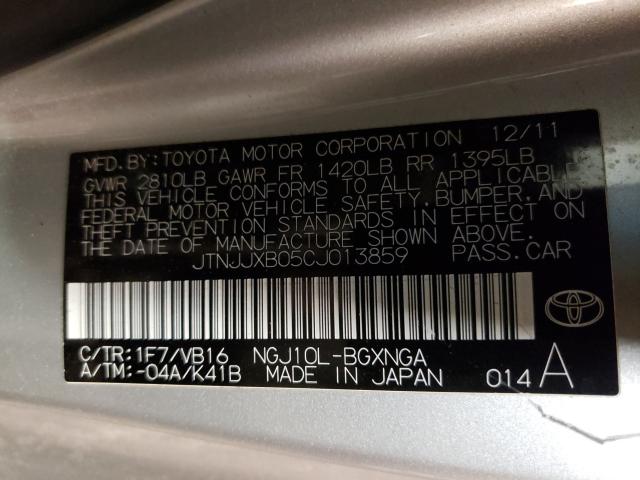 MFD. BY: TOYOTA MOTOR CORPORATION 12/11
GVWR 2810LB GAWR FR 1420LB RR 1395LB
THIS VEHICLE CONFORMS TO ALL APPLICABLE
FEDERAL MOTOR VEHICLE SAFETY, BUMPER, AND
THEFT PREVENTION STANDARDS IN EFFECT ON
THE DATE OF MANUFACTURE SHOWN ABOVE.
JTNJJXB05CJ013859 PASS. CAR
C/TR: 1F7/VB16 NGJ10L-BGXNGA
A/TM: -04A/K41B MADE IN JAPAN 014 A